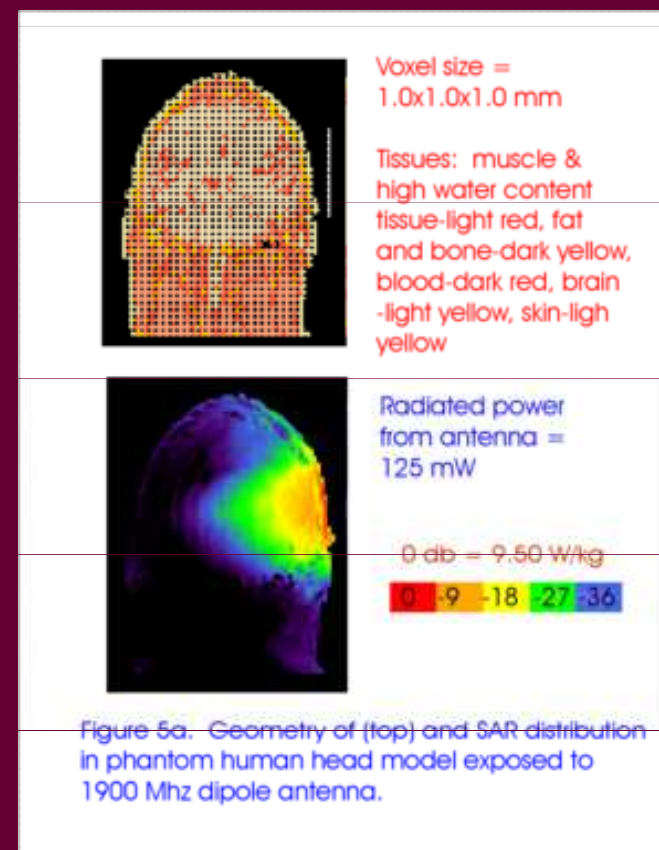 Voxel size =
1.0x1.0x1.0 mm
Tissues: muscle &
high water content
tissue-light red, fat
and bone-dark yellow,
blood-dark red, brain
-light yellow, skin-ligh
yellow
Radiated power
from antenna =
125 mW
0 db = 9.50 W/kg
0 -9 -18 -27 -36
Figure 5a. Geometry of (top) and SAR distribution
in phantom human head model exposed to
1900 Mhz dipole antenna.